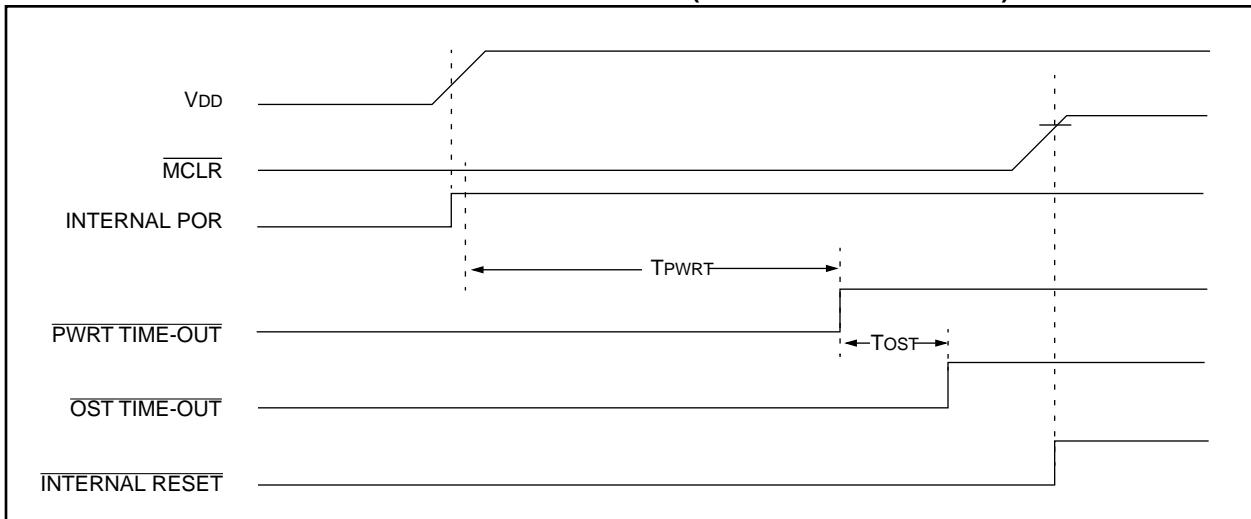 VDD
MCLR
INTERNAL POR
TPWRT
PWRT TIME-OUT
TOST
OST TIME-OUT
INTERNAL RESET